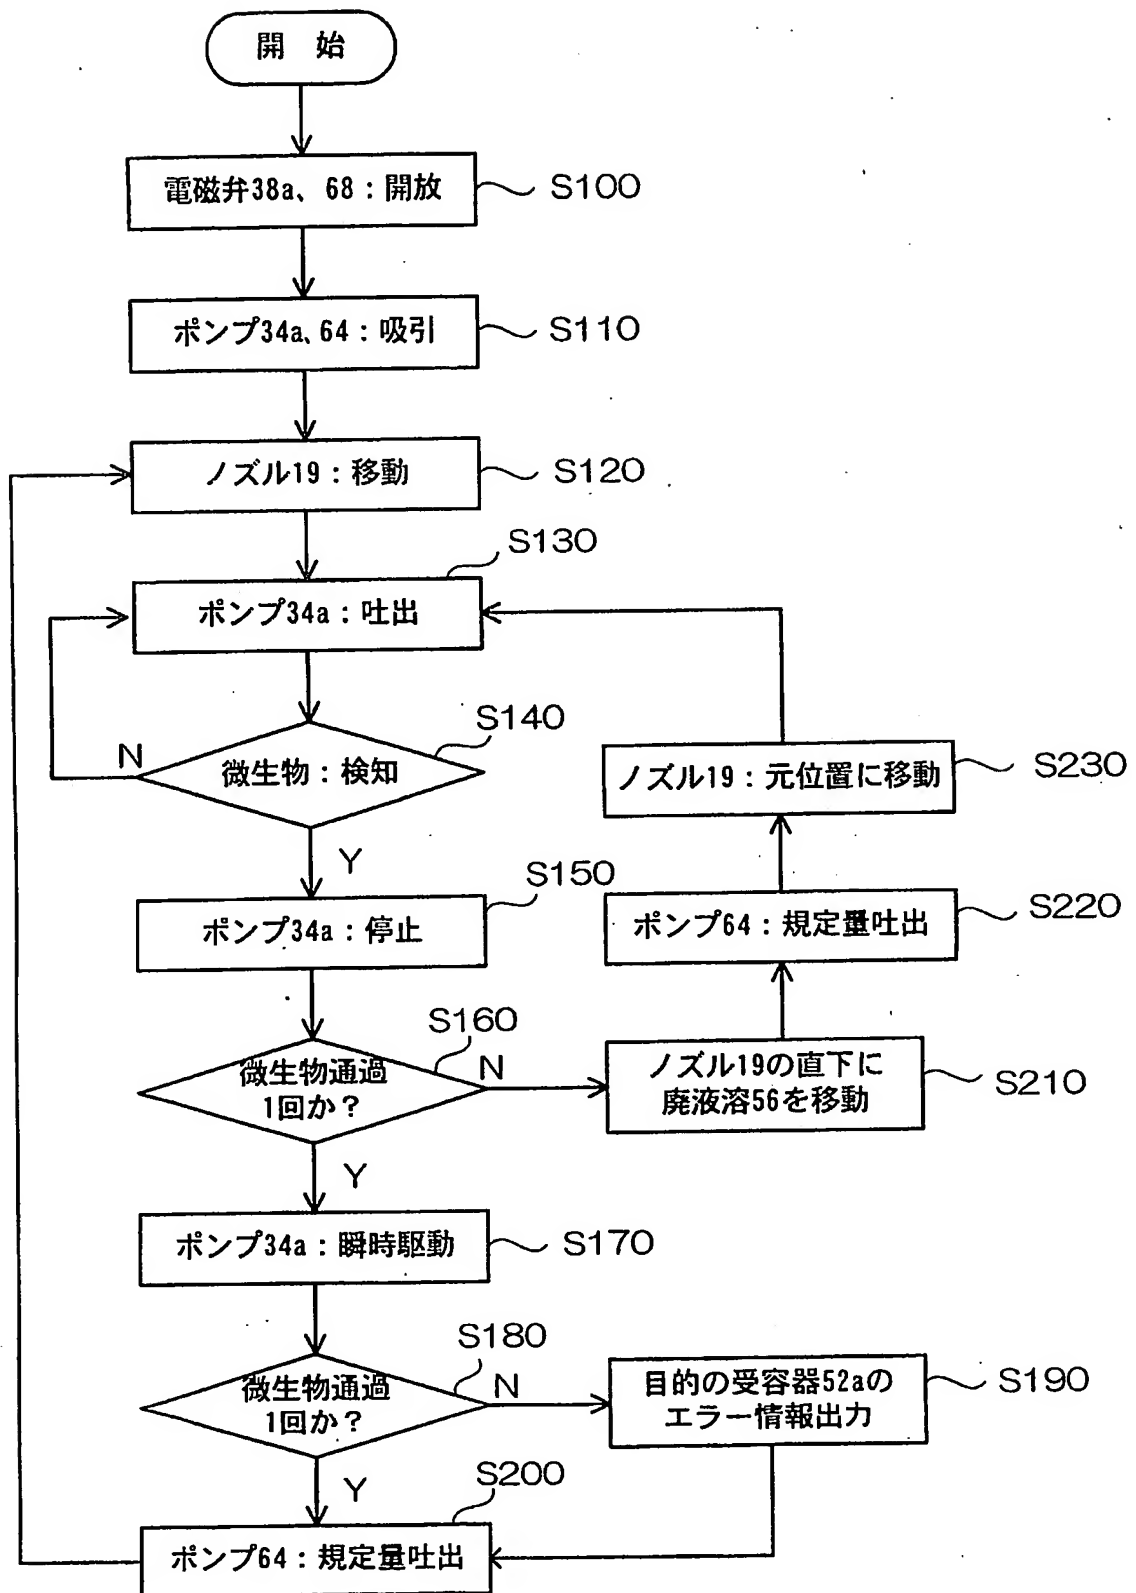 開 始
電磁弁38a、68:開放
S100
ポンプ34a、64:吸引
S110
ノズル19:移動
S120
S130
ポンプ34a:吐出
S140
N
微生物:検知
Y
S150
ポンプ34a:停止
S160
微生物通過
1回か?
N
Y
ノズル19の直下に
廃液溶56を移動
S210
ポンプ64:規定量吐出
S220
ノズル19:元位置に移動
S230
ポンプ34a:瞬時駆動
S170
S180
微生物通過
1回か?
N
Y
目的の受容器52aの
エラー情報出力
S190
S200
ポンプ64:規定量吐出